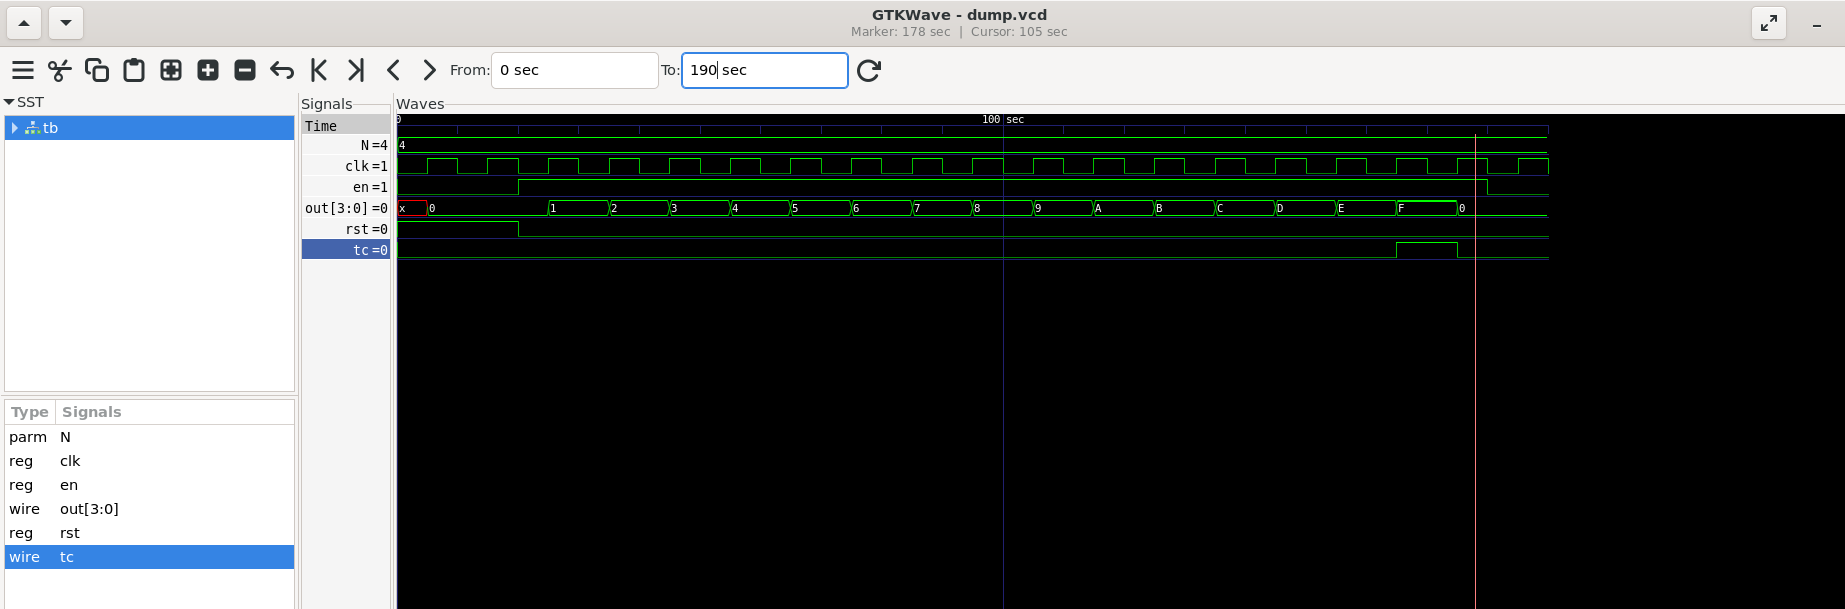 GTKWave - dump.vcd
Marker: 178 sec | Cursor: 105 sec
From: 0 sec To: 190 sec
SST
tb
Type Signals
parm N
reg clk
reg en
wire out[3:0]
reg rst
wire tc
Signals
Time
N=4
clk=1
en=1
out[3:0]=0
rst=0
tc=0
Waves
0 100 sec
4
x 0 1 2 3 4 5 6 7 8 9 A B C D E F 0